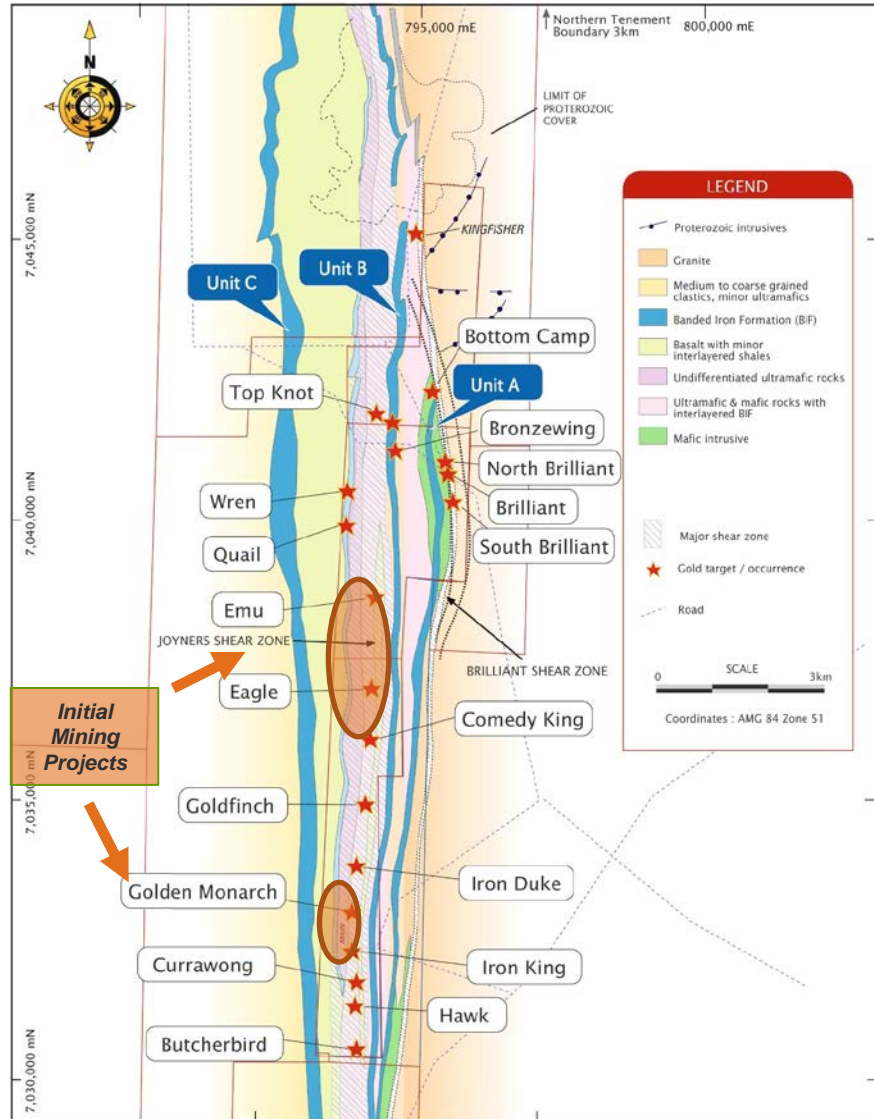 795,000 mE
Northern Tenement
Boundary 3km
800,000 mE
N
LIMIT OF
PROTEROZOIC
COVER
LEGEND
Proterozoic intrusives
Granite
Medium to coarse grained
clastics, minor ultramafics
Banded Iron Formation (BIF)
Basalt with minor
interlayered shales
Undifferentiated ultramafic rocks
Ultramafic & mafic rocks with
interlayered BIF
Mafic intrusive
Major shear zone
Gold target / occurrence
Road
SCALE
0
3km
Coordinates : AMG 84 Zone 51
7,045,000 mN
KINGFISHER
Unit B
Unit C
Bottom Camp
Unit A
Top Knot
Bronzewing
North Brilliant
Wren
Brilliant
7,040,000 mN
Quail
South Brilliant
Emu
JOYNERS SHEAR ZONE
BRILLIANT SHEAR ZONE
Eagle
Initial
Mining
Projects
Comedy King
7,035,000 mN
Goldfinch
Iron Duke
Golden Monarch
MAIN
Currawong
Iron King
Hawk
Butcherbird
7,030,000 mN